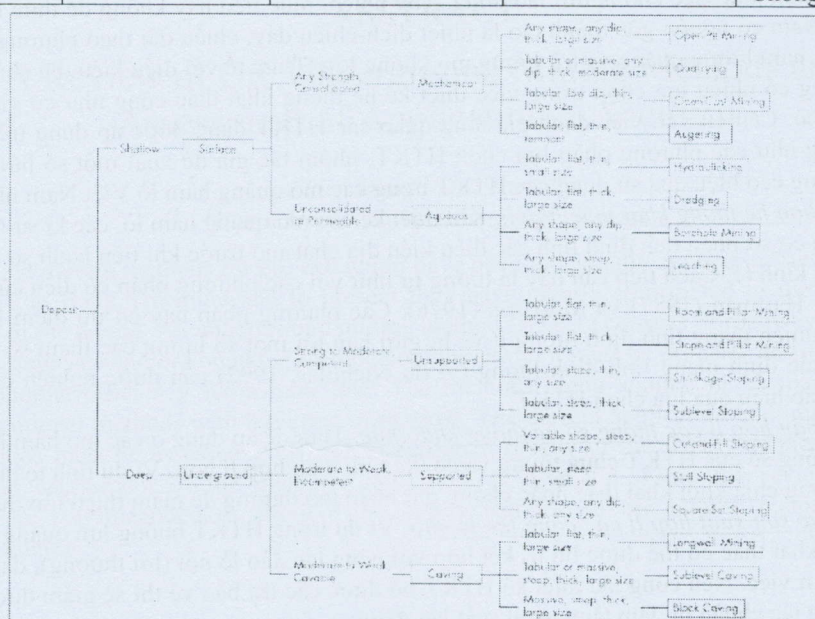 Any shape, any dip,
thick, large size
Open Pit Mining
Tabular or massive, any
dip, thick, moderate size
Quarrying
Any Strength,
Consolidated
Mechanical
Tabular, low dip, thin,
large size
Open Cast Mining
Tabular, flat, thin,
remnant
Augering
Shallow
Surface
Tabular, flat, thin,
small size
Hydraulicking
Tabular, flat, thick,
large size
Dredging
Unconsolidated
or Permeable
Aqueous
Any shape, any dip
thick, large size
Borehole Mining
Any shape, steep,
thick, large size
Leaching
Deposit
Tabular, flat, thin,
large size
Room and Pillar Mining
Tabular, flat, thick,
large size
Stope and Pillar Mining
Strong to Moderate
Competent
Unsupported
Tabular, steep, thin,
any size
Shrinkage Stoping
Tabular, steep, thick,
large size
Sublevel Stoping
Variable shape, steep,
thin, any size
Cut-and-Fill Stoping
Deep
Underground
Moderate to Weak,
Incompetent
Supported
Tabular, steep
thin, small size
Stull Stoping
Any shape, any dip,
thick, any size
Square Set Stoping
Tabular, flat, thin,
large size
Longwall Mining
Moderate to Weak
Cavable
Caving
Tabular or massive,
steep, thick, large size
Sublevel Caving
Massive, steep, thick,
large size
Block Caving